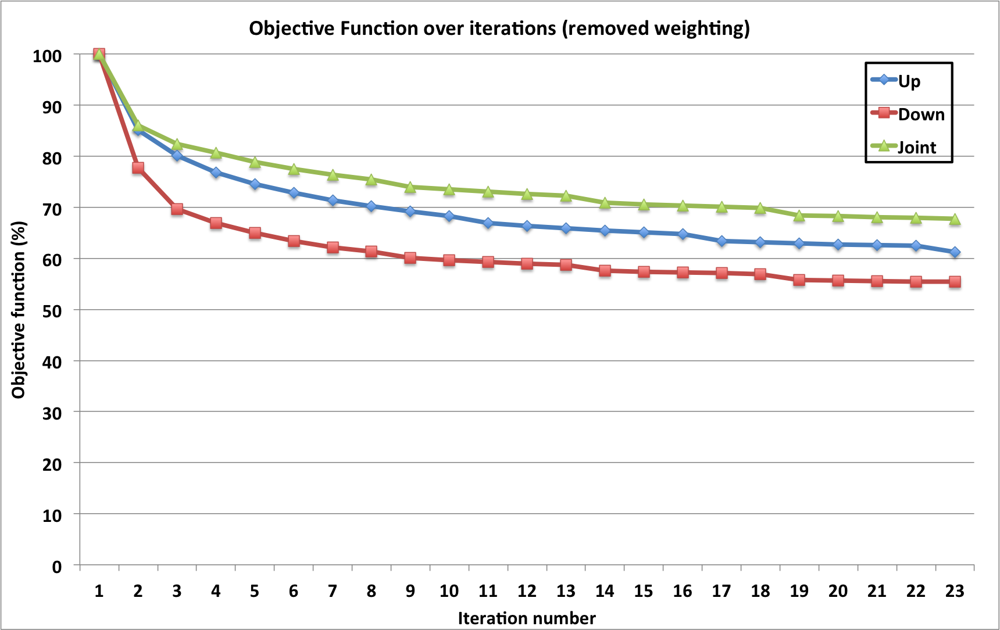 Objective Function over iterations (removed weighting)
100
90
80
70
60
50
40
30
20
10
0
Objective function (%)
Up
Down
Joint
1 2 3 4 5 6 7 8 9 10 11 12 13 14 15 16 17 18 19 20 21 22 23
Iteration number